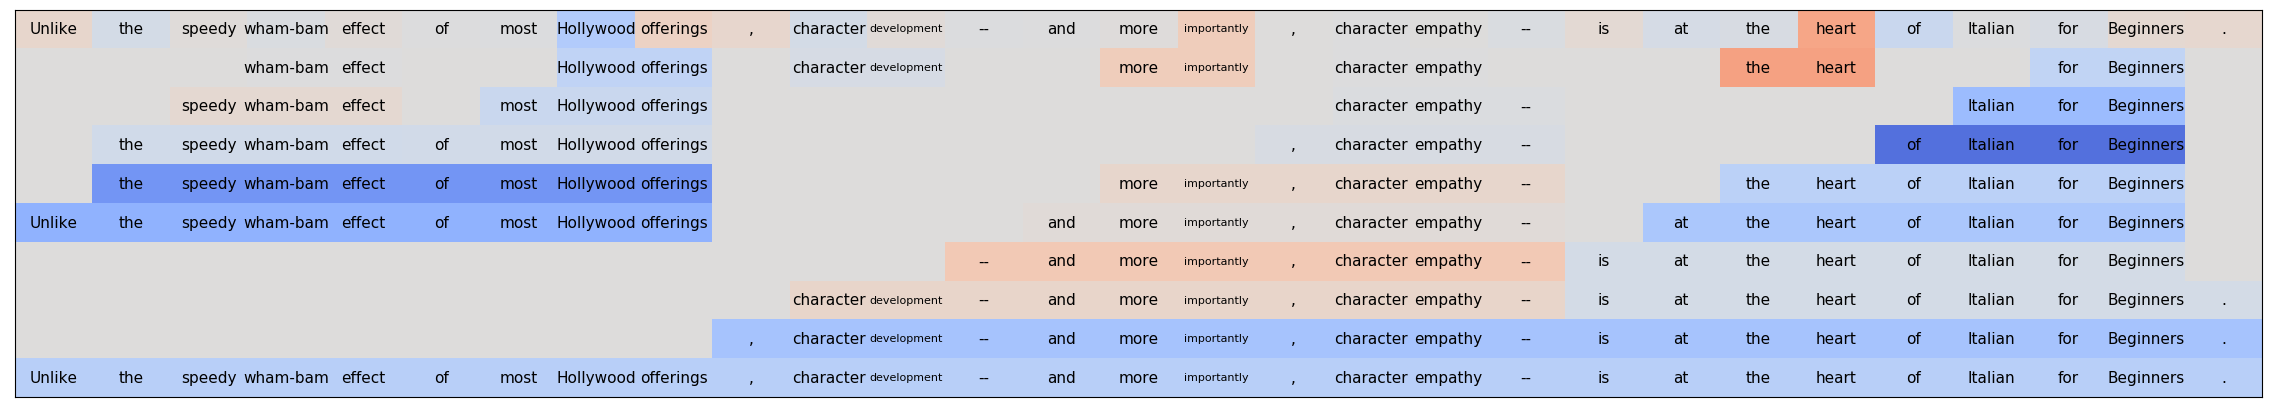 Unlike the speedy wham-bam effect of most Hollywood offerings , character development -- and more importantly , character empathy -- is at the heart of Italian for Beginners .
wham-bam effect Hollywood offerings character development more importantly character empathy the heart for Beginners
speedy wham-bam effect most Hollywood offerings character empathy -- Italian for Beginners
the speedy wham-bam effect of most Hollywood offerings , character empathy -- of Italian for Beginners
the speedy wham-bam effect of most Hollywood offerings more importantly , character empathy -- the heart of Italian for Beginners
Unlike the speedy wham-bam effect of most Hollywood offerings and more importantly , character empathy -- at the heart of Italian for Beginners
-- and more importantly , character empathy -- is at the heart of Italian for Beginners
character development -- and more importantly , character empathy -- is at the heart of Italian for Beginners .
, character development -- and more importantly , character empathy -- is at the heart of Italian for Beginners .
Unlike the speedy wham-bam effect of most Hollywood offerings , character development -- and more importantly , character empathy -- is at the heart of Italian for Beginners .